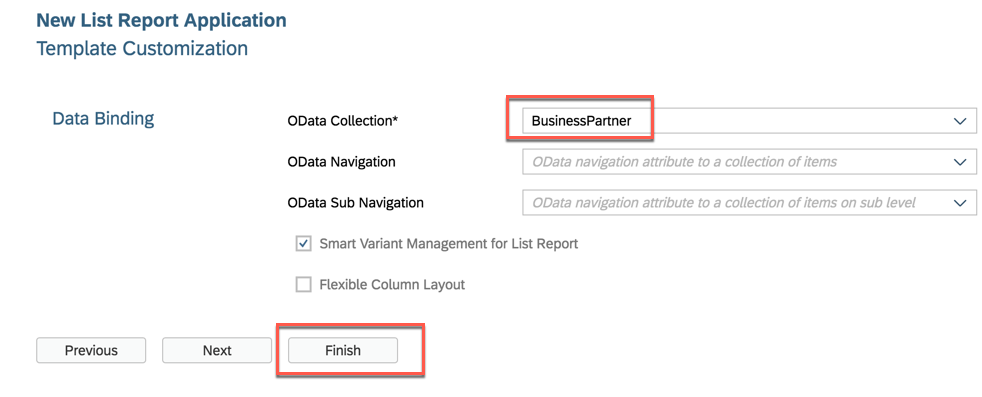 New List Report Application
Template Customization
Data Binding
OData Collection*
BusinessPartner
OData Navigation
OData navigation attribute to a collection of items
OData Sub Navigation
OData navigation attribute to a collection of items on sub level
Smart Variant Management for List Report
Flexible Column Layout
Previous
Next
Finish